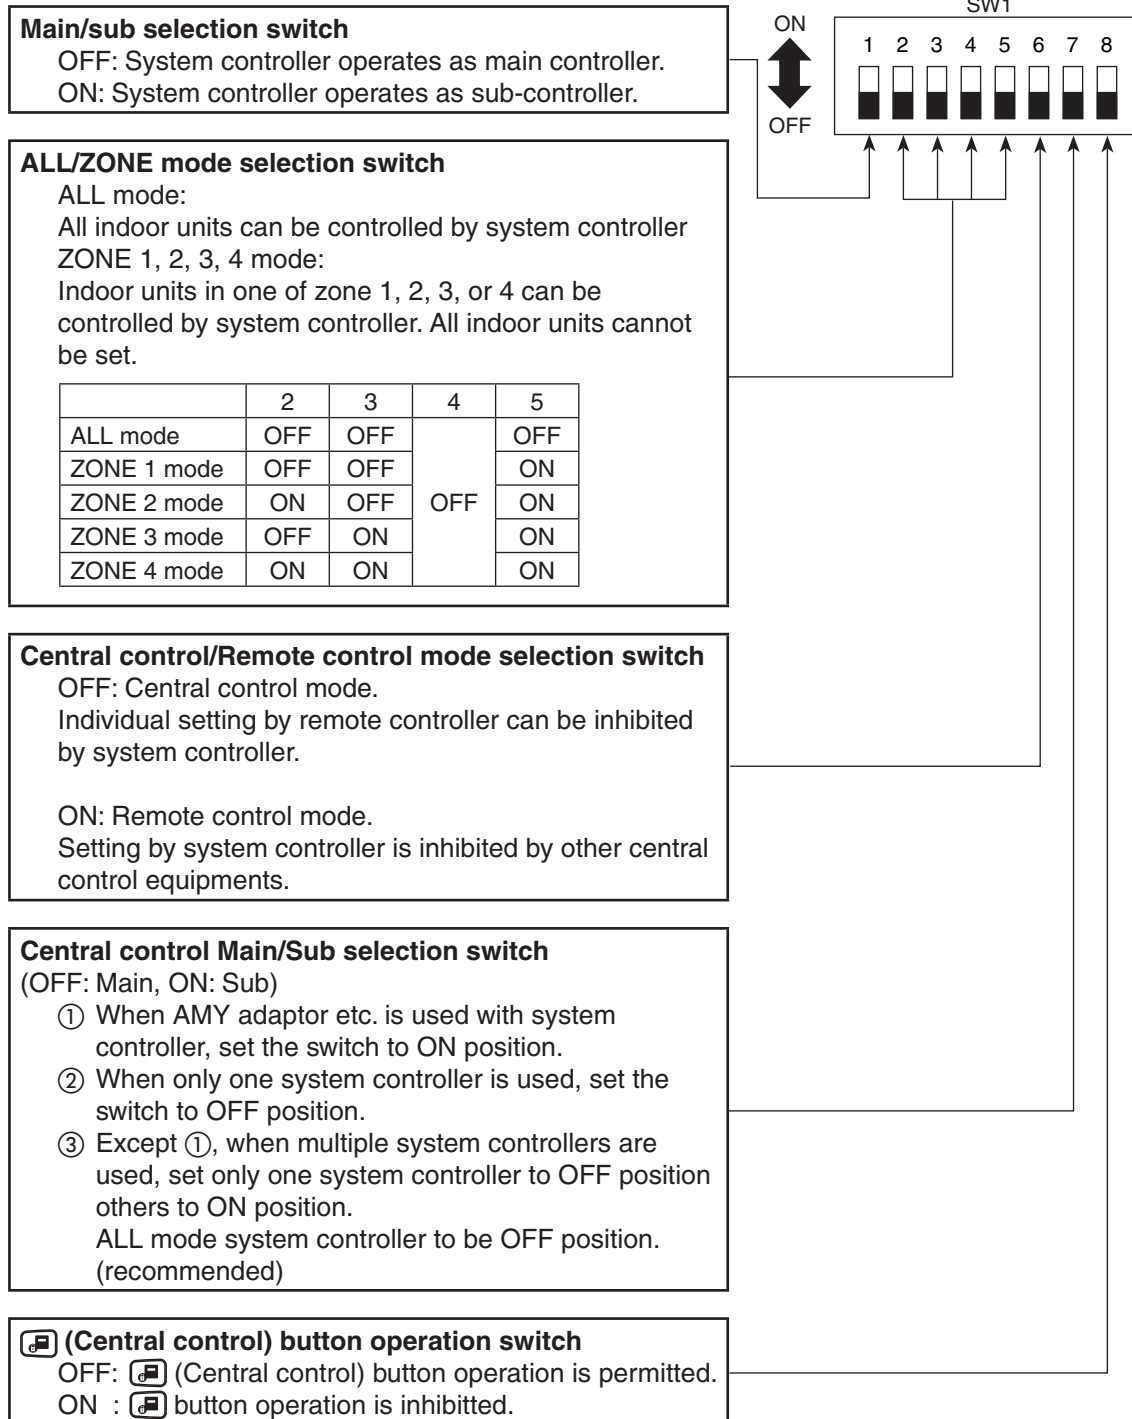 Main/sub selection switch
OFF: System controller operates as main controller.
ON: System controller operates as sub-controller.
SW1
ON
OFF
1 2 3 4 5 6 7 8
ALL/ZONE mode selection switch
ALL mode:
All indoor units can be controlled by system controller
ZONE 1, 2, 3, 4 mode:
Indoor units in one of zone 1, 2, 3, or 4 can be
controlled by system controller. All indoor units cannot
be set.
2 3 4 5
ALL mode OFF OFF OFF
ZONE 1 mode OFF OFF ON
ZONE 2 mode ON OFF OFF ON
ZONE 3 mode OFF ON ON
ZONE 4 mode ON ON ON
Central control/Remote control mode selection switch
OFF: Central control mode.
Individual setting by remote controller can be inhibited
by system controller.
ON: Remote control mode.
Setting by system controller is inhibited by other central
control equipments.
Central control Main/Sub selection switch
(OFF: Main, ON: Sub)
① When AMY adaptor etc. is used with system
controller, set the switch to ON position.
② When only one system controller is used, set the
switch to OFF position.
③ Except ①, when multiple system controllers are
used, set only one system controller to OFF position
others to ON position.
ALL mode system controller to be OFF position.
(recommended)
(Central control) button operation switch
OFF: (Central control) button operation is permitted.
ON : button operation is inhibitted.